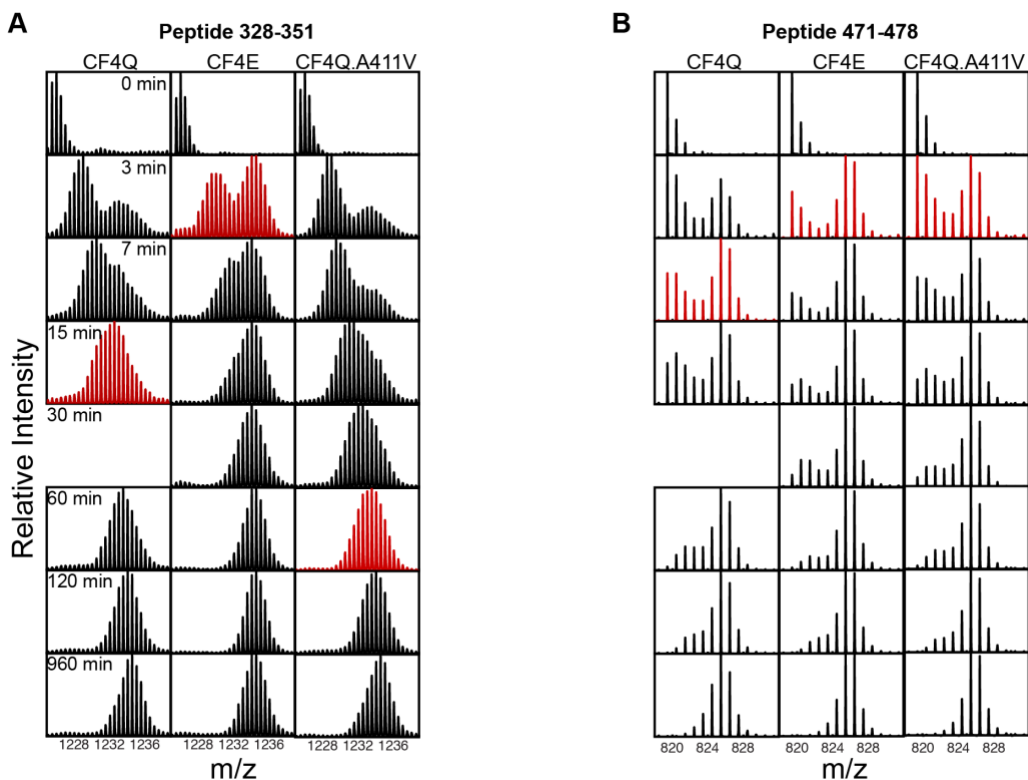 A
Peptide 328-351
CF4Q CF4E CF4Q.A411V
0 min
3 min
7 min
15 min
30 min
60 min
120 min
960 min
Relative Intensity
1228 1232 1236 1228 1232 1236 1228 1232 1236
m/z
B
Peptide 471-478
CF4Q CF4E CF4Q.A411V
820 824 828 820 824 828 820 824 828
m/z